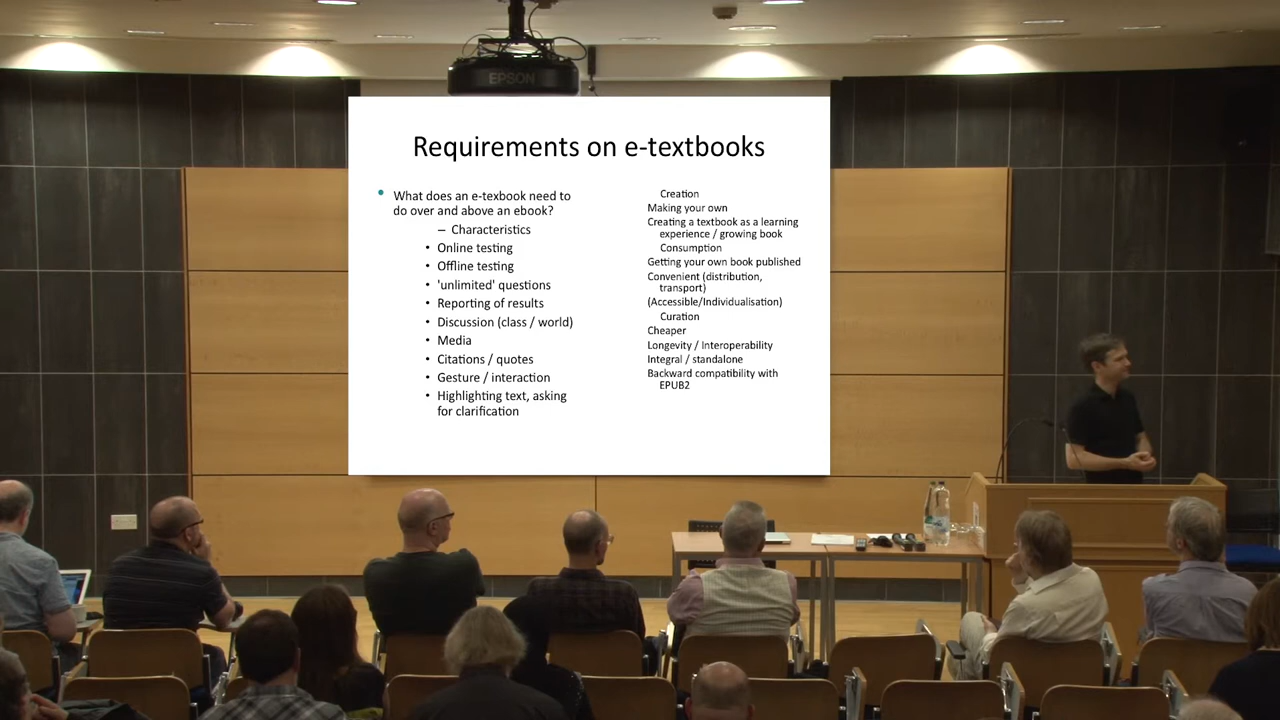 EPSON
Requirements on e-textbooks
• What does an e-texbook need to
do over and above an ebook?
– Characteristics
• Online testing
• Offline testing
• 'unlimited' questions
• Reporting of results
• Discussion (class / world)
• Media
• Citations / quotes
• Gesture / interaction
• Highlighting text, asking
for clarification
Creation
Making your own
Creating a textbook as a learning
experience / growing book
Consumption
Getting your own book published
Convenient (distribution,
transport)
(Accessible/Individualisation)
Curation
Cheaper
Longevity / Interoperability
Integral / standalone
Backward compatibility with
EPUB2